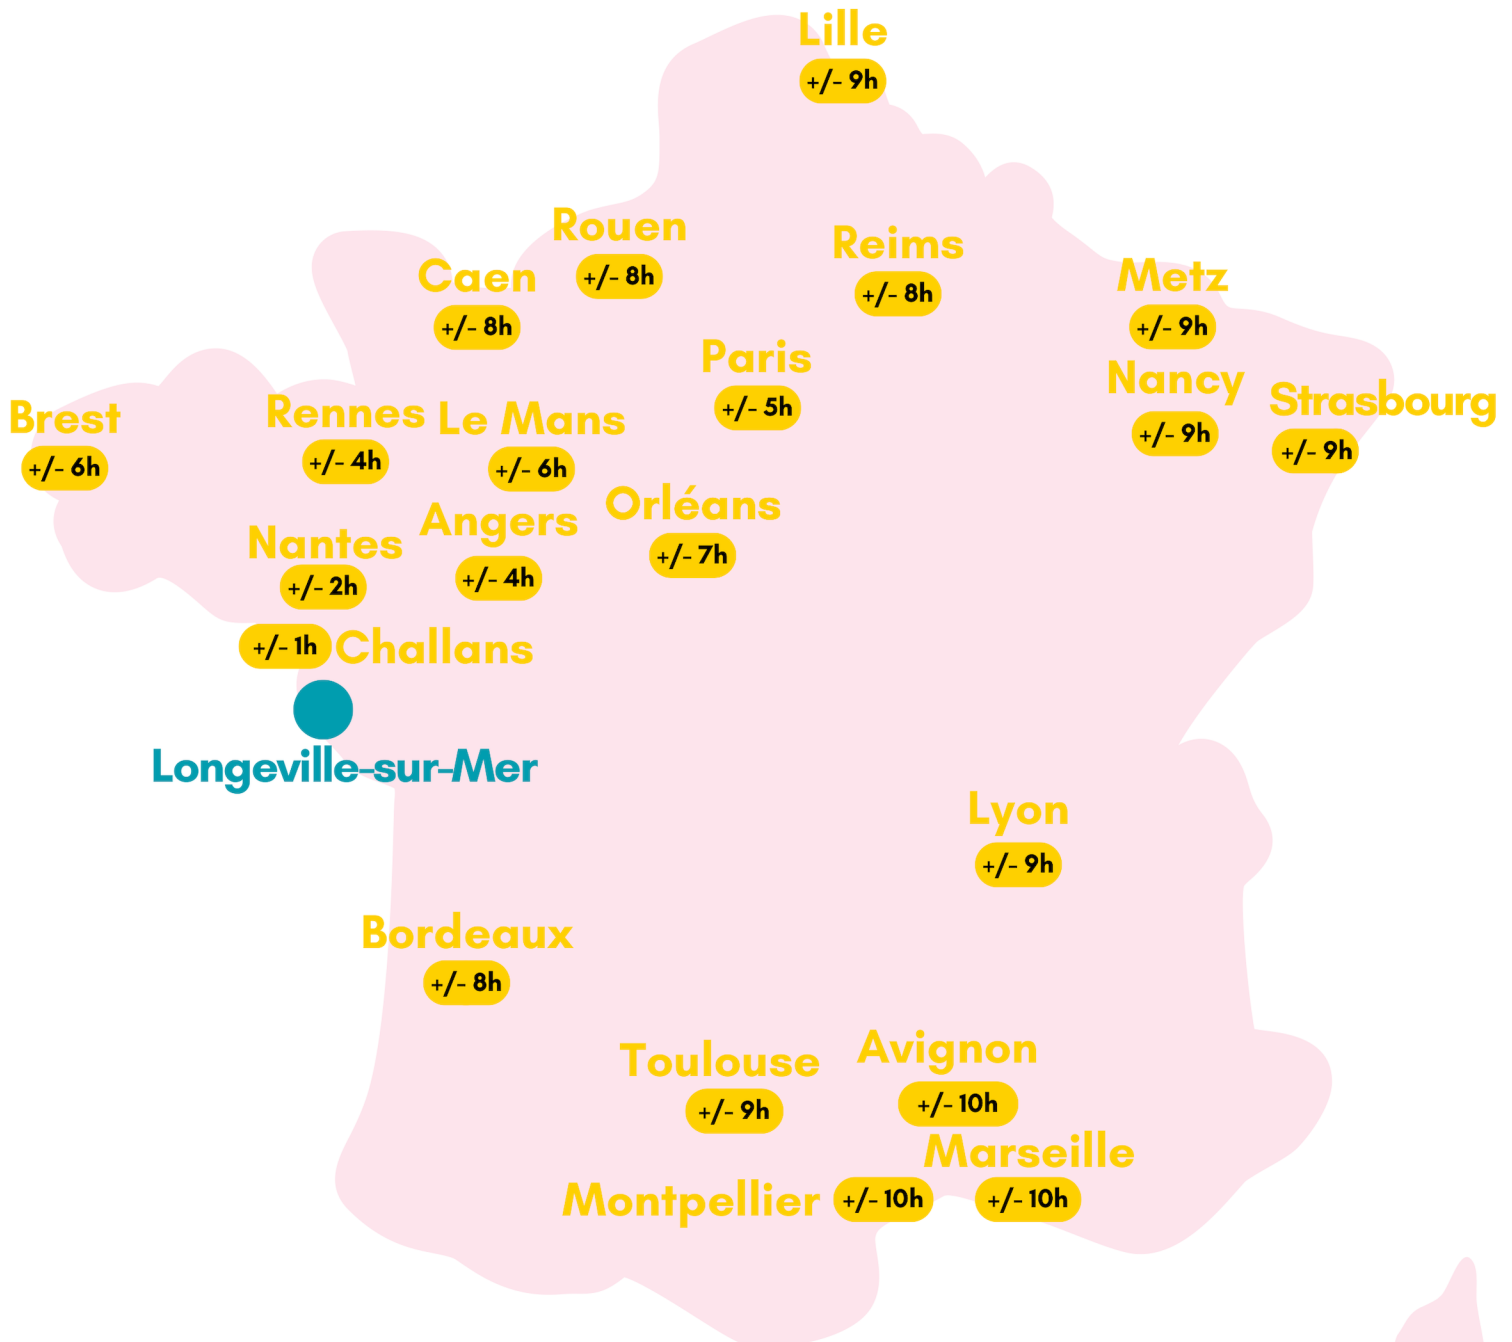 Lille
+/- 9h
Rouen
+/- 8h
Reims
+/- 8h
Caen
+/- 8h
Metz
+/- 9h
Paris
+/- 5h
Nancy
+/- 9h
Strasbourg
+/- 9h
Brest
+/- 6h
Rennes
+/- 4h
Le Mans
+/- 6h
Orléans
+/- 7h
Angers
+/- 4h
Nantes
+/- 2h
+/- 1h Challans
Longeville-sur-Mer
Lyon
+/- 9h
Bordeaux
+/- 8h
Toulouse
+/- 9h
Avignon
+/- 10h
Marseille
+/- 10h
Montpellier +/- 10h